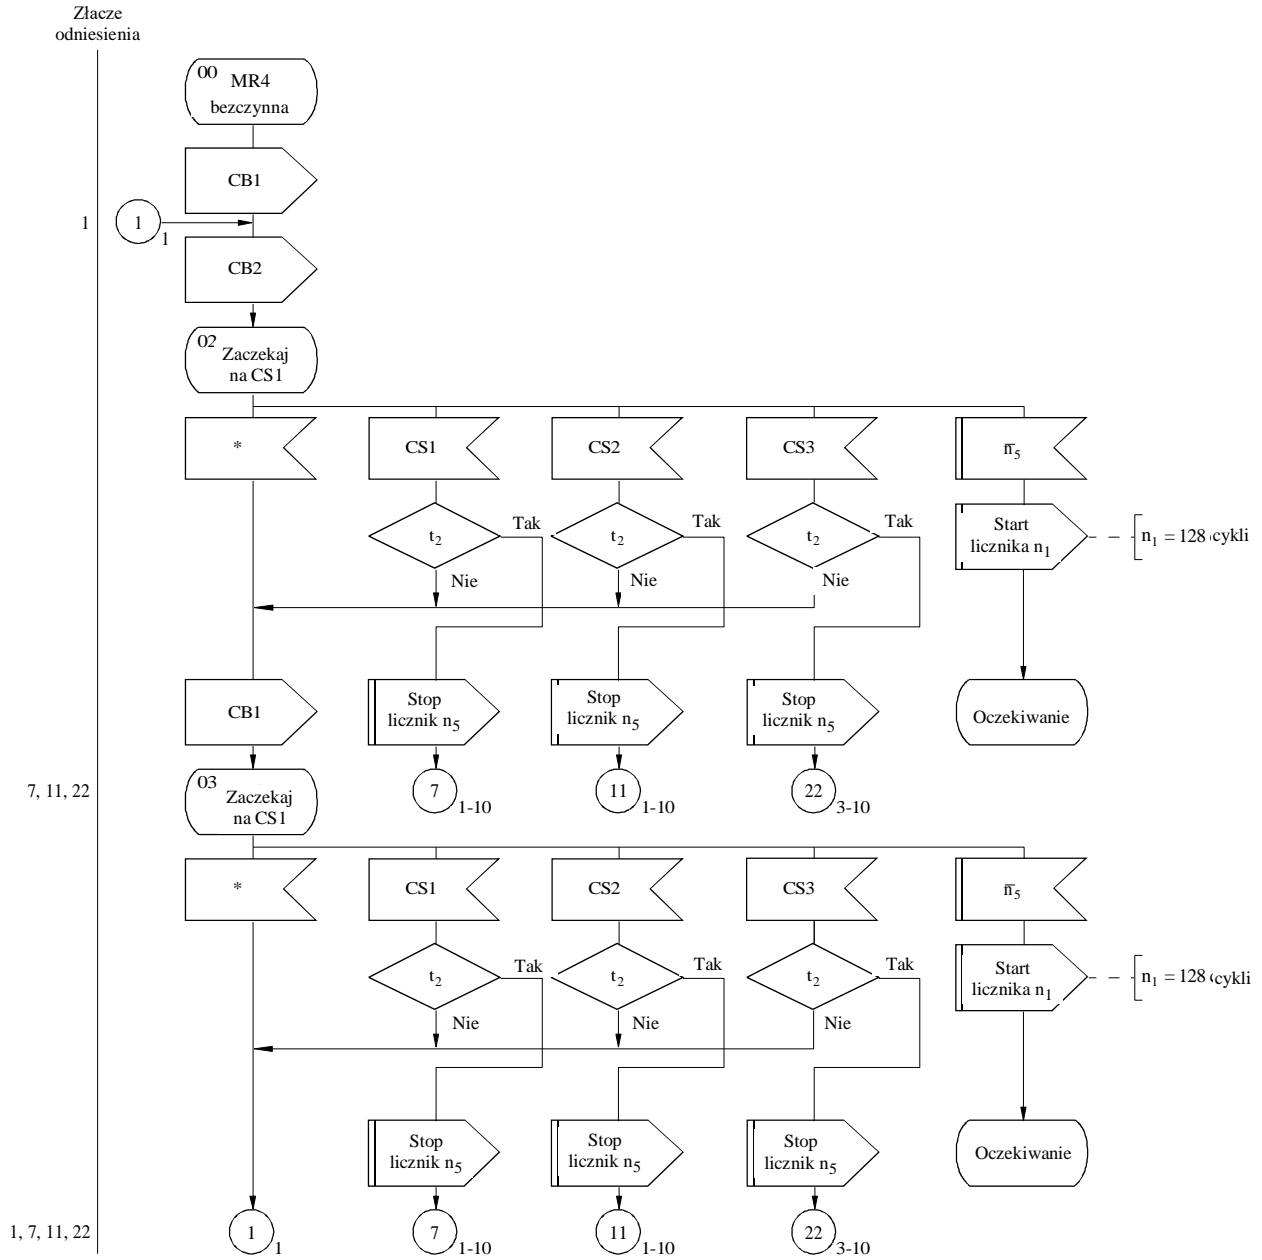 Złacze
odniesienia
00 MR4
bezczynna
CB1
1 1 1
CB2
02 Zaczekaj
na CS1
* CS1 CS2 CS3 n̅5
t2 Tak t2 Tak t2 Tak Start
licznika n1 n1 = 128 cykli
Nie Nie Nie
CB1 Stop
licznik n5 Stop
licznik n5 Stop
licznik n5 Oczekiwanie
7, 11, 22 03 Zaczekaj
na CS1 7 1-10 11 1-10 22 3-10
* CS1 CS2 CS3 n̅5
t2 Tak t2 Tak t2 Tak Start
licznika n1 n1 = 128 cykli
Nie Nie Nie
Stop
licznik n5 Stop
licznik n5 Stop
licznik n5 Oczekiwanie
1, 7, 11, 22 1 1 7 1-10 11 1-10 22 3-10